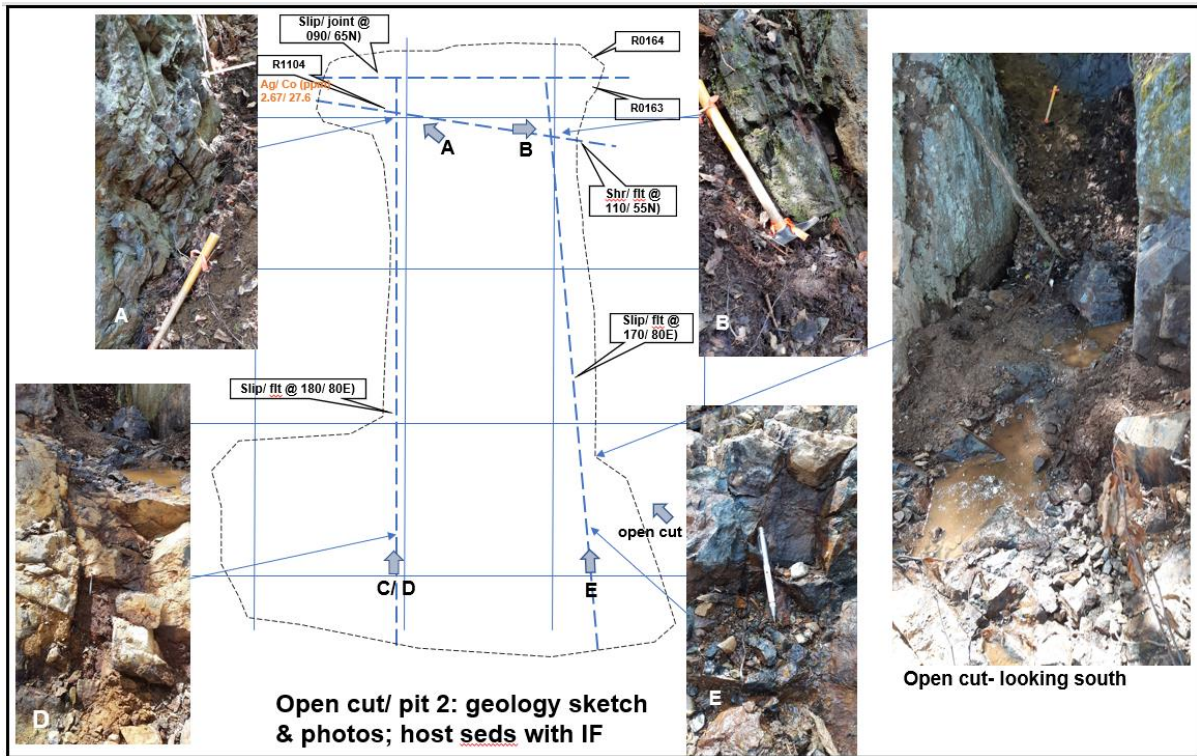 Slip/ joint @
090/ 65N)
R0164
R1104
Ag/ Co (ppm)
2.67/ 27.6
R0163
A
B
Shr/ flt @
110/ 55N)
A
B
Slip/ flt @
170/ 80E)
Slip/ flt @ 180/ 80E)
open cut
C/ D
E
D
E
Open cut- looking south
Open cut/ pit 2: geology sketch
& photos; host seds with IF